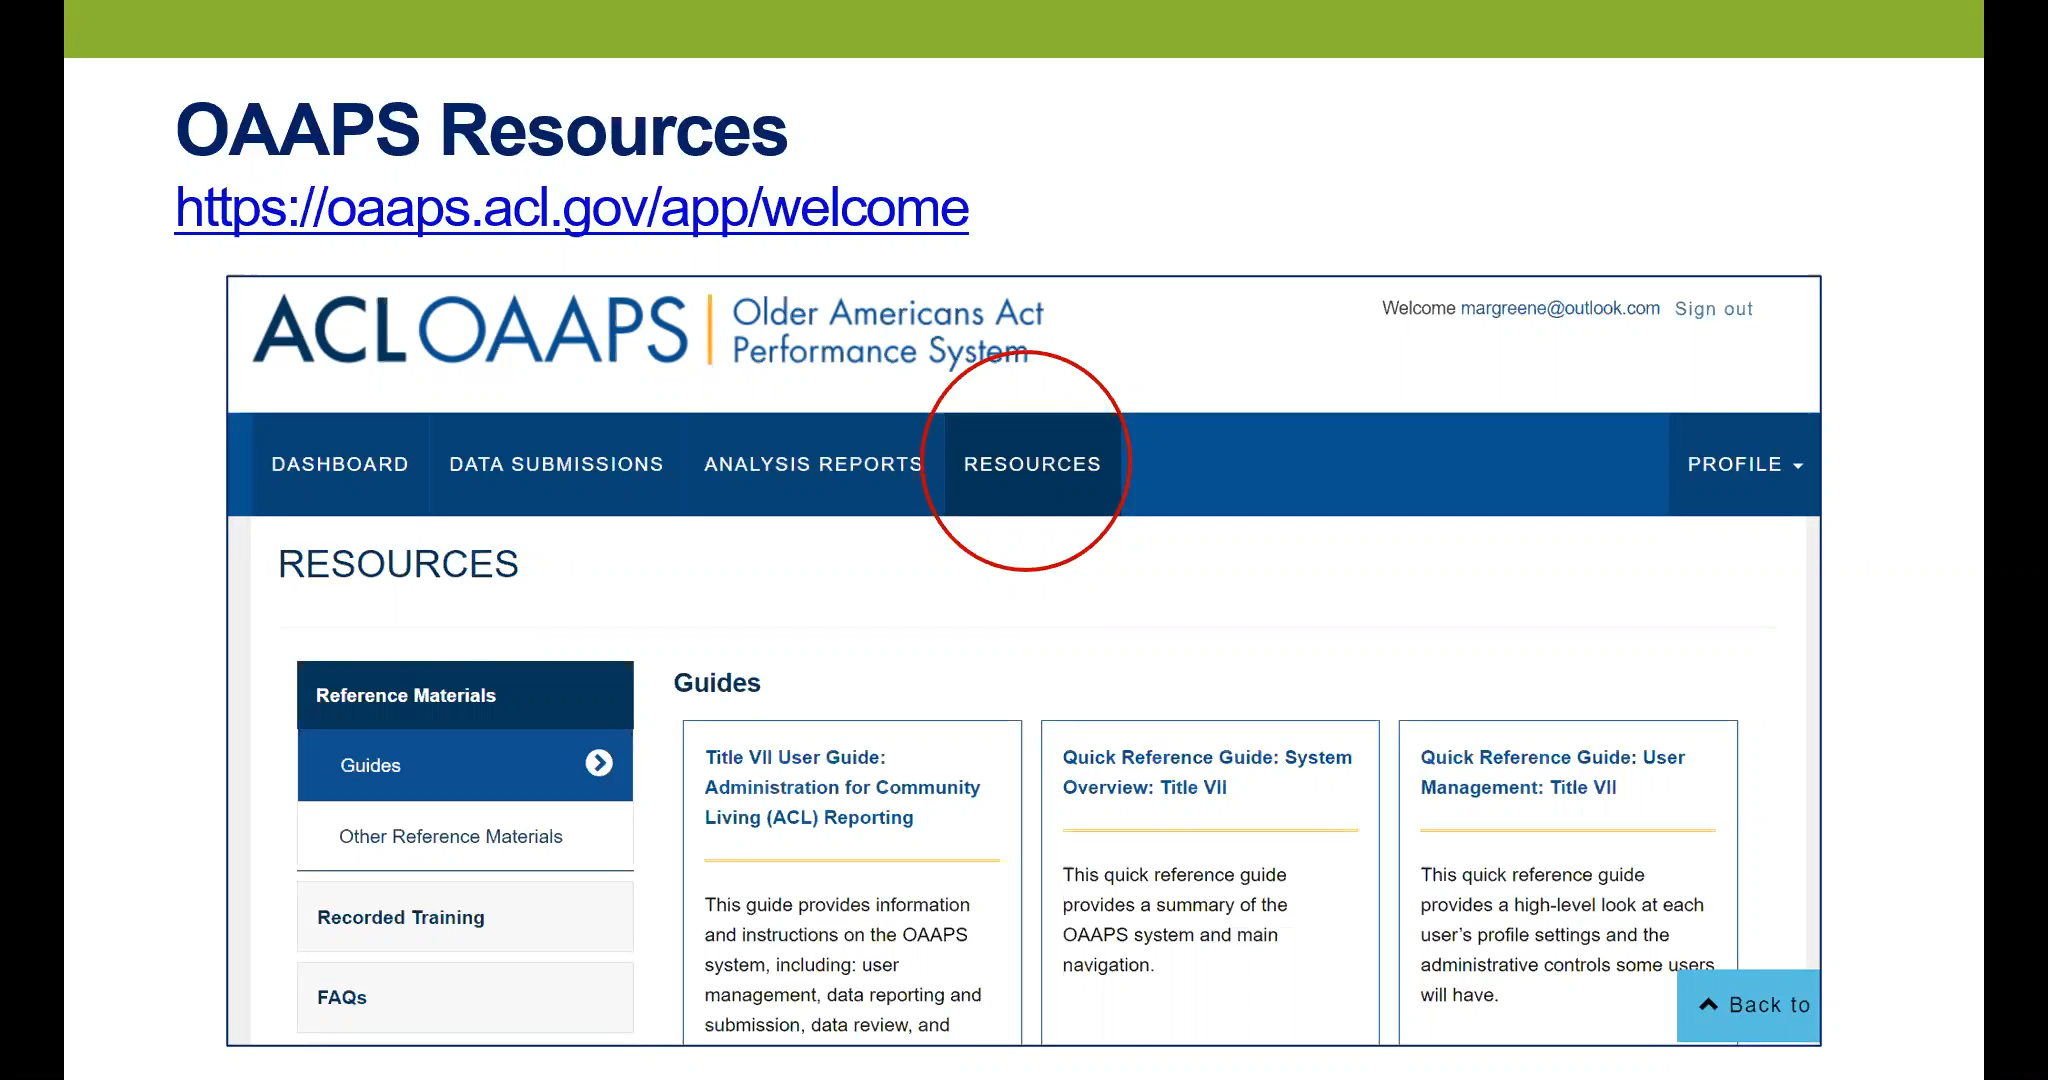 OAAPS Resources
https://oaaps.acl.gov/app/welcome
ACL OAAPS | Older Americans Act
Performance System
Welcome margreene@outlook.com Sign out
DASHBOARD DATA SUBMISSIONS ANALYSIS REPORTS RESOURCES PROFILE
RESOURCES
Reference Materials
Guides
Other Reference Materials
Recorded Training
FAQs
Guides
Title VII User Guide:
Administration for Community
Living (ACL) Reporting
This guide provides information
and instructions on the OAAPS
system, including: user
management, data reporting and
submission, data review, and
Quick Reference Guide: System
Overview: Title VII
This quick reference guide
provides a summary of the
OAAPS system and main
navigation.
Quick Reference Guide: User
Management: Title VII
This quick reference guide
provides a high-level look at each
user’s profile settings and the
administrative controls some users
will have.
Back to